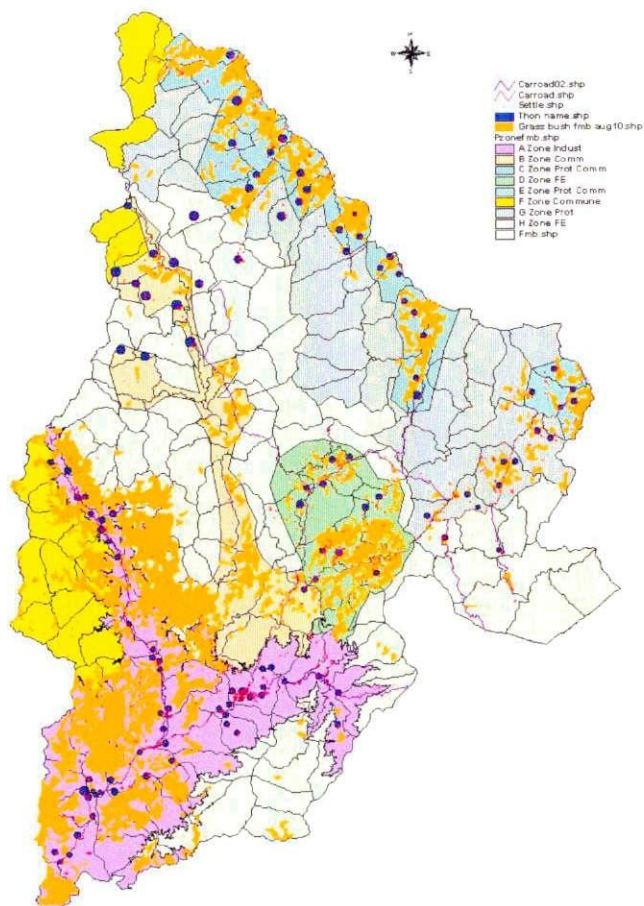 N
W E
S
Carroad02.shp
Carroad.shp
Settle.shp
Thon name.shp
Grass bush fmb aug10.shp
Pzonefmb.shp
A Zone Indust
B Zone Comm
C Zone Prot Comm
D Zone FE
E Zone Prot Comm
F Zone Commune
G Zone Prot
H Zone FE
Fmb.shp